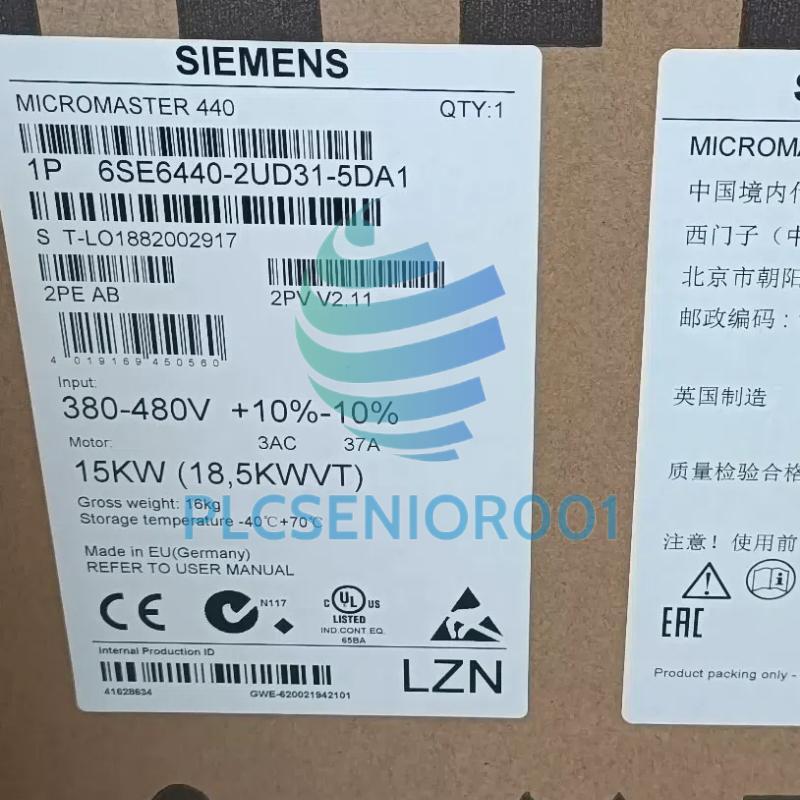 SIEMENS
MICROMASTER 440 QTY:1
1P 6SE6440-2UD31-5DA1
S T-LO1882002917
2PE AB 2PV V2.11
4 019169 450560
Input:
380-480V +10%-10%
Motor: 3AC 37A
15KW (18,5KWVT)
Gross weight: 16kg
Storage temperature -40℃+70℃
PLCSENIOR001
Made in EU(Germany)
REFER TO USER MANUAL
CE N117 C UL US
LISTED
IND.CONT.EQ.
65BA
Internal Production ID
41628634 GWE-620021942101
LZN
MICROMA
中国境内
西门子（中
北京市朝阳
邮政编码：
英国制造
质量检验合格
注意！使用前
EAC
Product packing only -